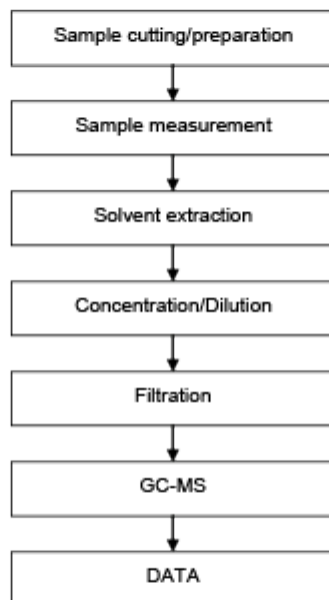 Sample cutting/preparation
Sample measurement
Solvent extraction
Concentration/Dilution
Filtration
GC-MS
DATA